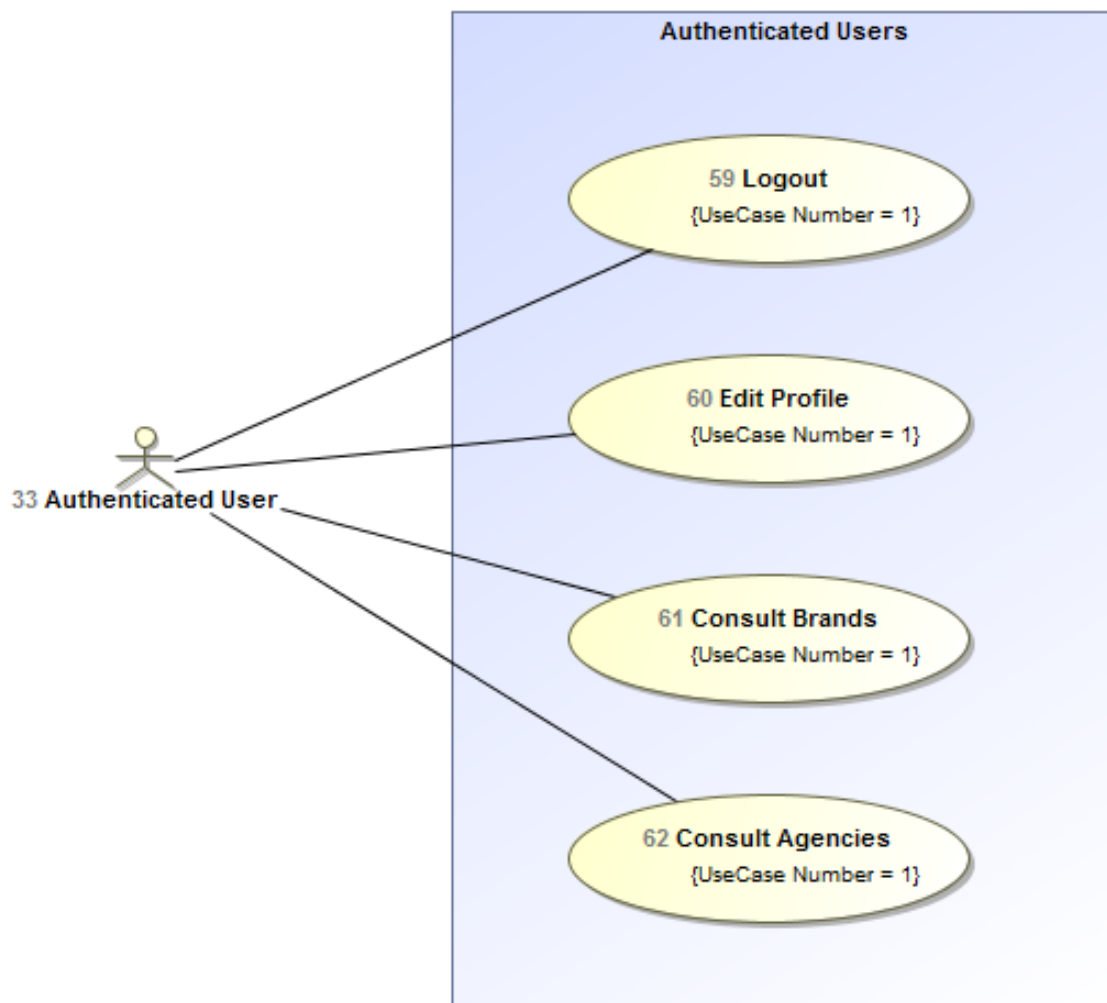 Authenticated Users
59 Logout
{UseCase Number = 1}
60 Edit Profile
{UseCase Number = 1}
33 Authenticated User
61 Consult Brands
{UseCase Number = 1}
62 Consult Agencies
{UseCase Number = 1}